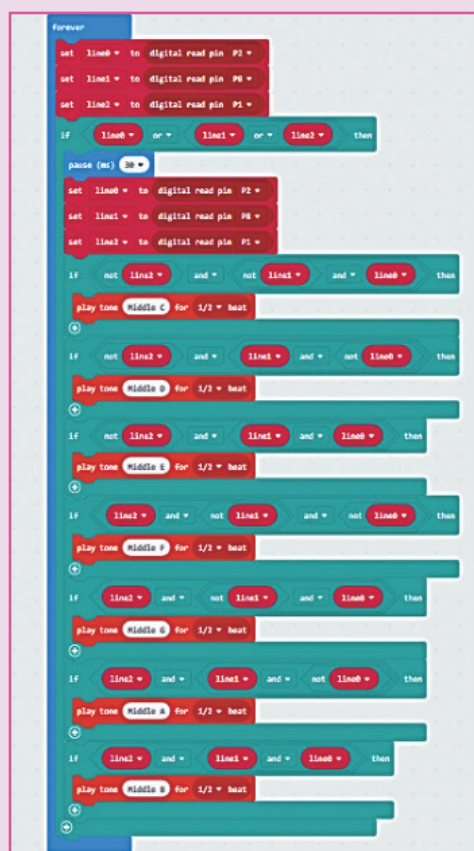 forever
set line0 to digital read pin P2
set line1 to digital read pin P0
set line2 to digital read pin P1
if line0 or line1 or line2 then
pause (ms) 30
set line0 to digital read pin P2
set line1 to digital read pin P0
set line2 to digital read pin P1
if not line2 and not line1 and line0 then
play tone Middle C for 1/2 beat
if not line2 and line1 and not line0 then
play tone Middle D for 1/2 beat
if not line2 and line1 and line0 then
play tone Middle E for 1/2 beat
if line2 and not line1 and not line0 then
play tone Middle F for 1/2 beat
if line2 and not line1 and line0 then
play tone Middle G for 1/2 beat
if line2 and line1 and not line0 then
play tone Middle A for 1/2 beat
if line2 and line1 and line0 then
play tone Middle B for 1/2 beat